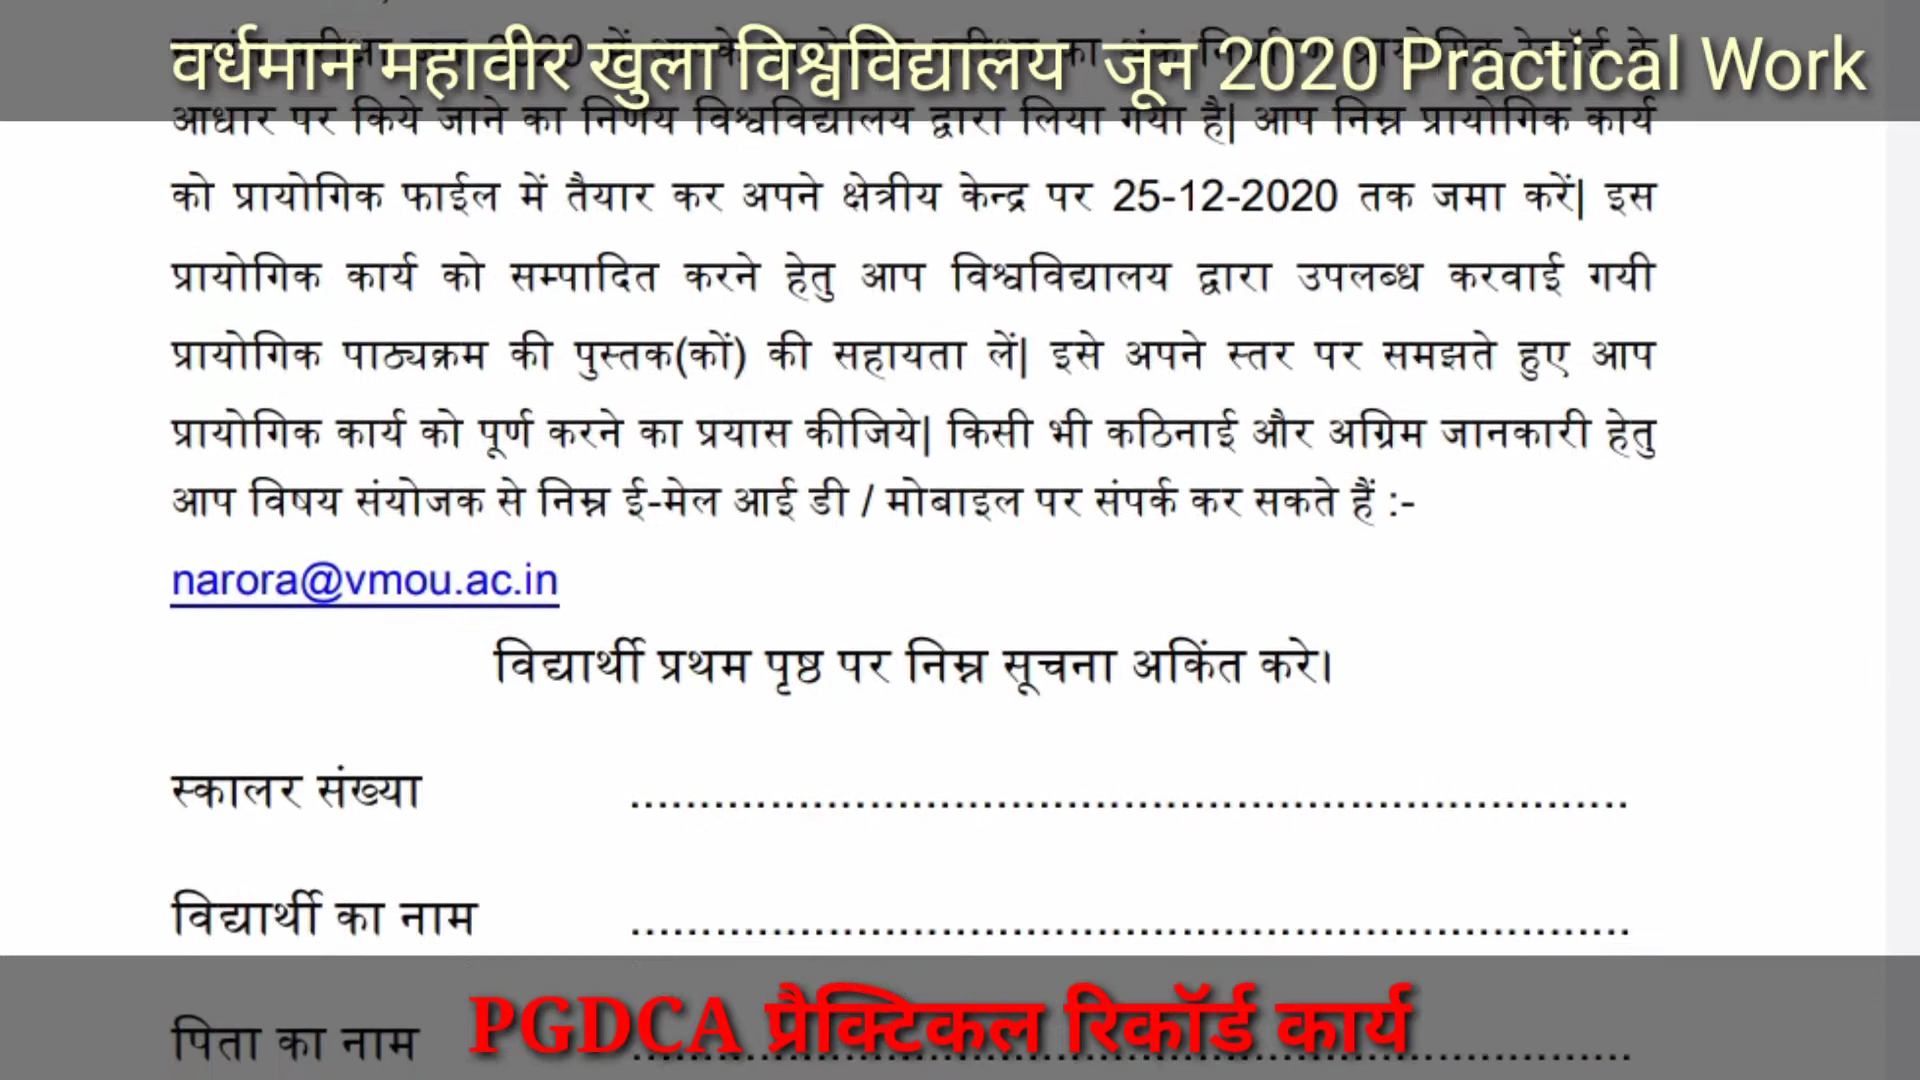 वर्धमान महावीर खुला विश्वविद्यालय जून 2020 Practical Work
आधार पर किये जाने का निर्णय विश्वविद्यालय द्वारा लिया गया है| आप निम्न प्रायोगिक कार्य
को प्रायोगिक फाईल में तैयार कर अपने क्षेत्रीय केन्द्र पर 25-12-2020 तक जमा करें| इस
प्रायोगिक कार्य को सम्पादित करने हेतु आप विश्वविद्यालय द्वारा उपलब्ध करवाई गयी
प्रायोगिक पाठ्यक्रम की पुस्तक(कों) की सहायता लें| इसे अपने स्तर पर समझते हुए आप
प्रायोगिक कार्य को पूर्ण करने का प्रयास कीजिये| किसी भी कठिनाई और अग्रिम जानकारी हेतु
आप विषय संयोजक से निम्न ई-मेल आई डी / मोबाइल पर संपर्क कर सकते हैं :-
narora@vmou.ac.in
विद्यार्थी प्रथम पृष्ठ पर निम्न सूचना अकिंत करे।
स्कालर संख्या ........................................................................
विद्यार्थी का नाम ........................................................................
पिता का नाम ........................................................................
PGDCA प्रैक्टिकल रिकॉर्ड कार्य